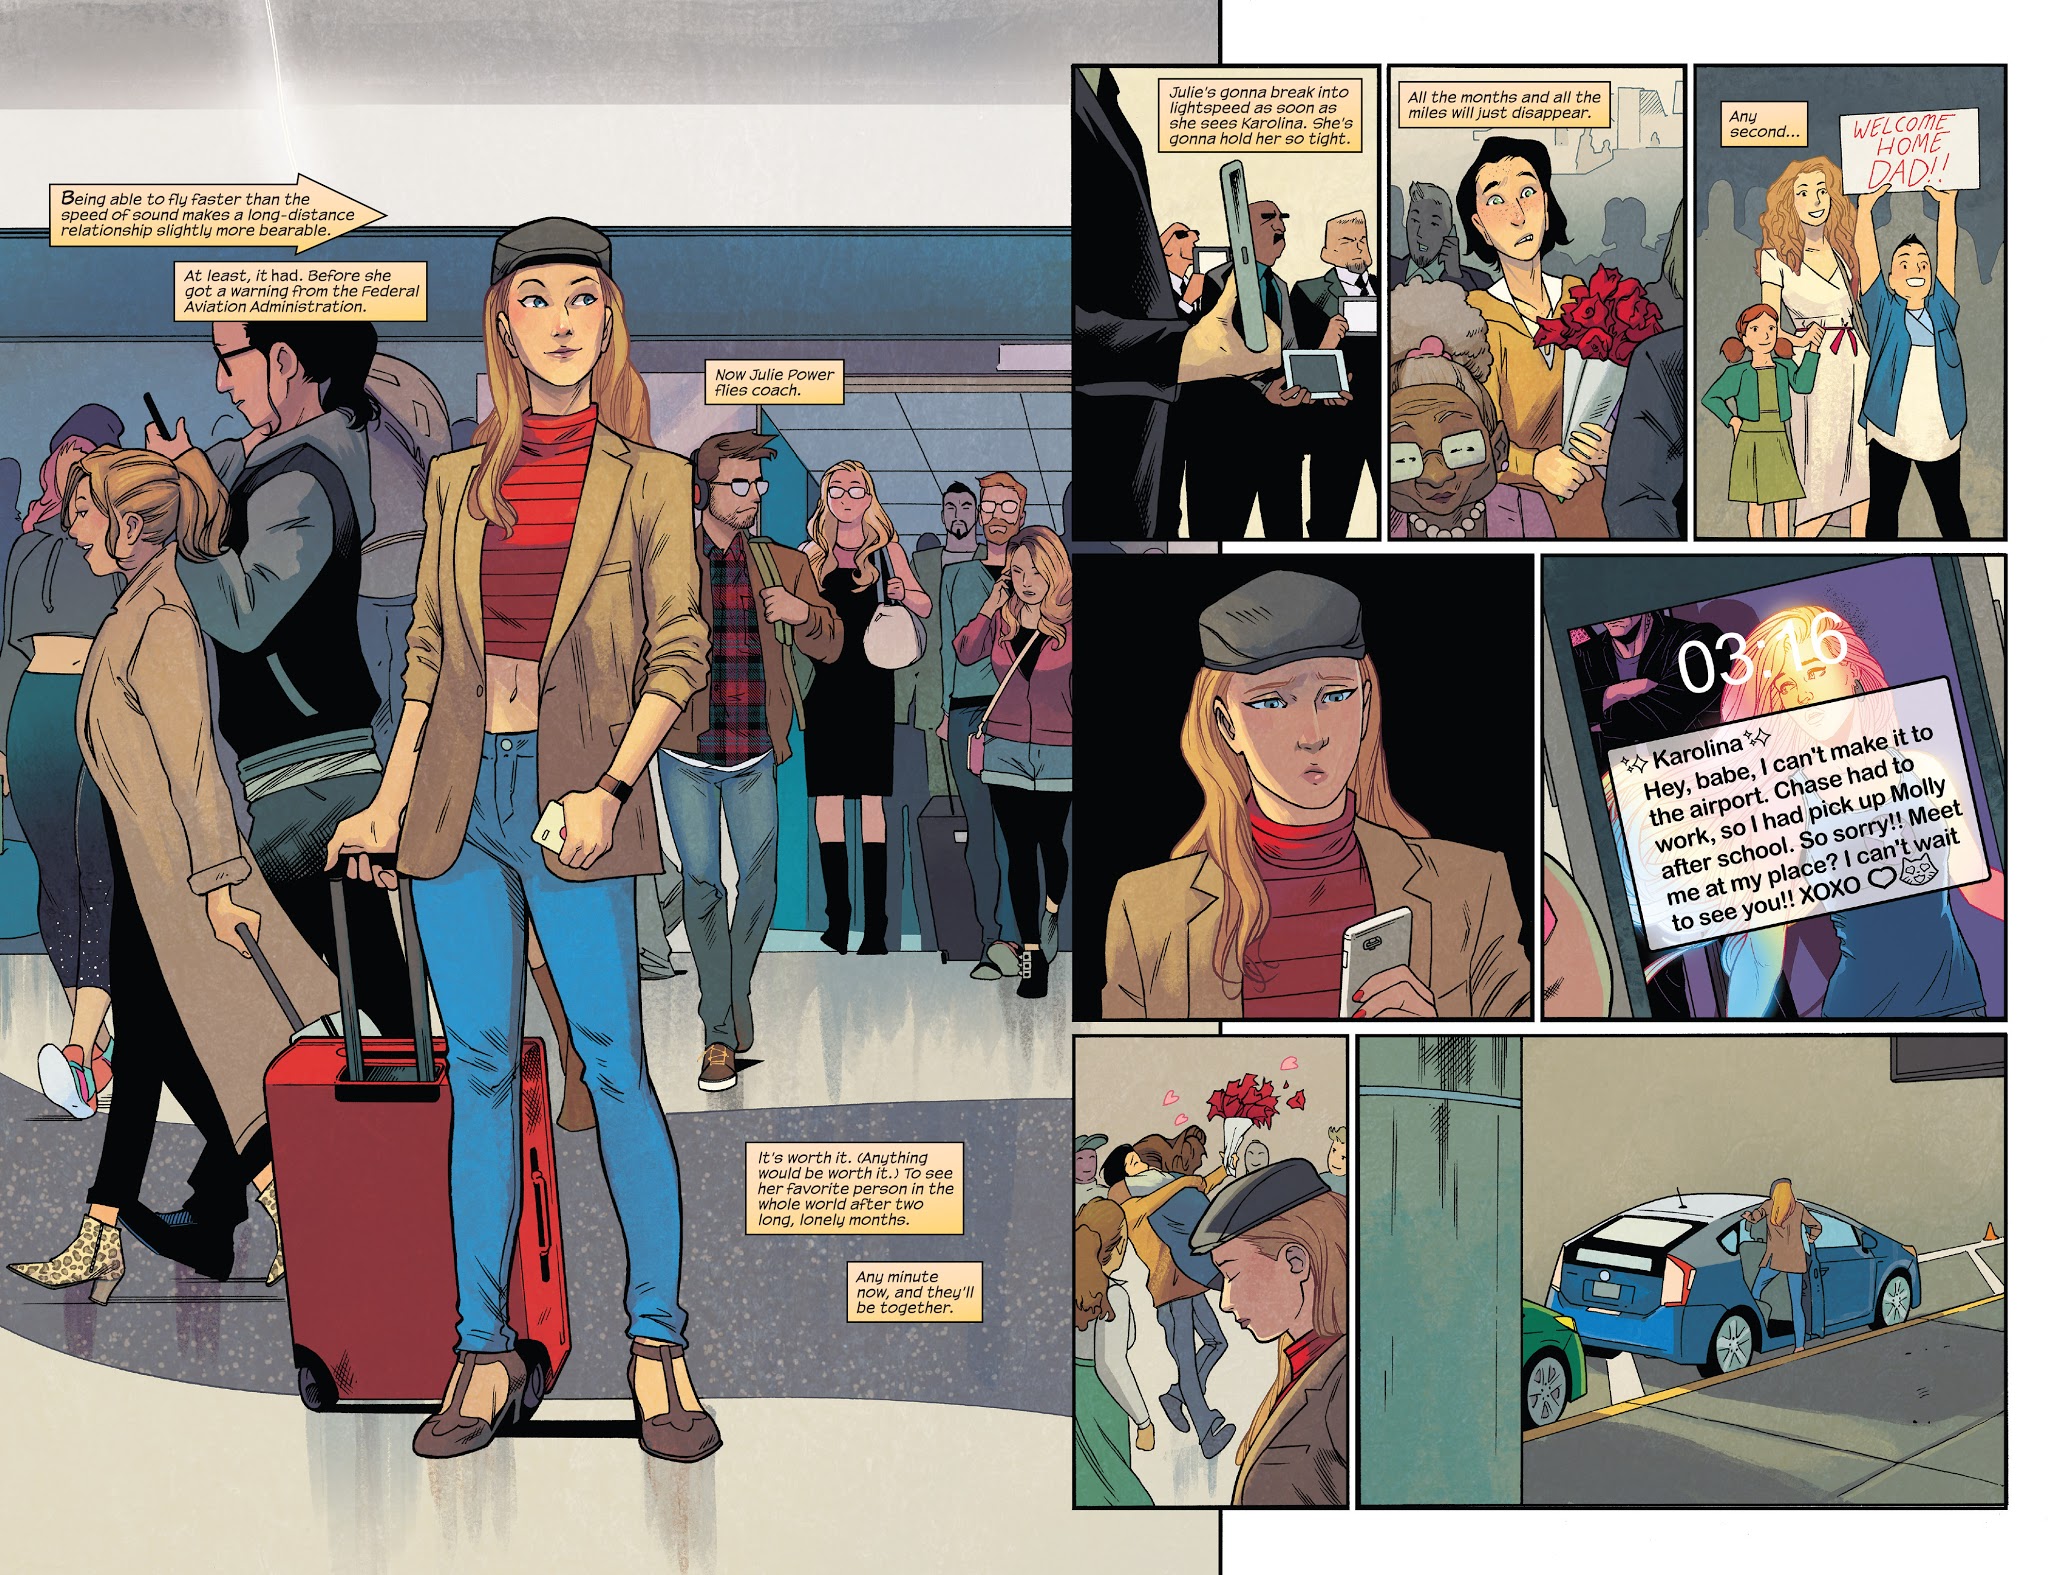 Being able to fly faster than the
speed of sound makes a long-distance
relationship slightly more bearable.
At least, it had. Before she
got a warning from the Federal
Aviation Administration.
Now Julie Power
flies coach.
It's worth it. (Anything
would be worth it.) To see
her favorite person in the
whole world after two
long, lonely months.
Any minute
now, and they'll
be together.
Julie's gonna break into
lightspeed as soon as
she sees Karolina. She's
gonna hold her so tight.
All the months and all the
miles will just disappear.
Any
second...
WELCOME
HOME
DAD!!
03:16
✨Karolina✨
Hey, babe, I can't make it to
the airport. Chase had to
work, so I had pick up Molly
after school. So sorry!! Meet
me at my place? I can't wait
to see you!! XOXO ♡😻